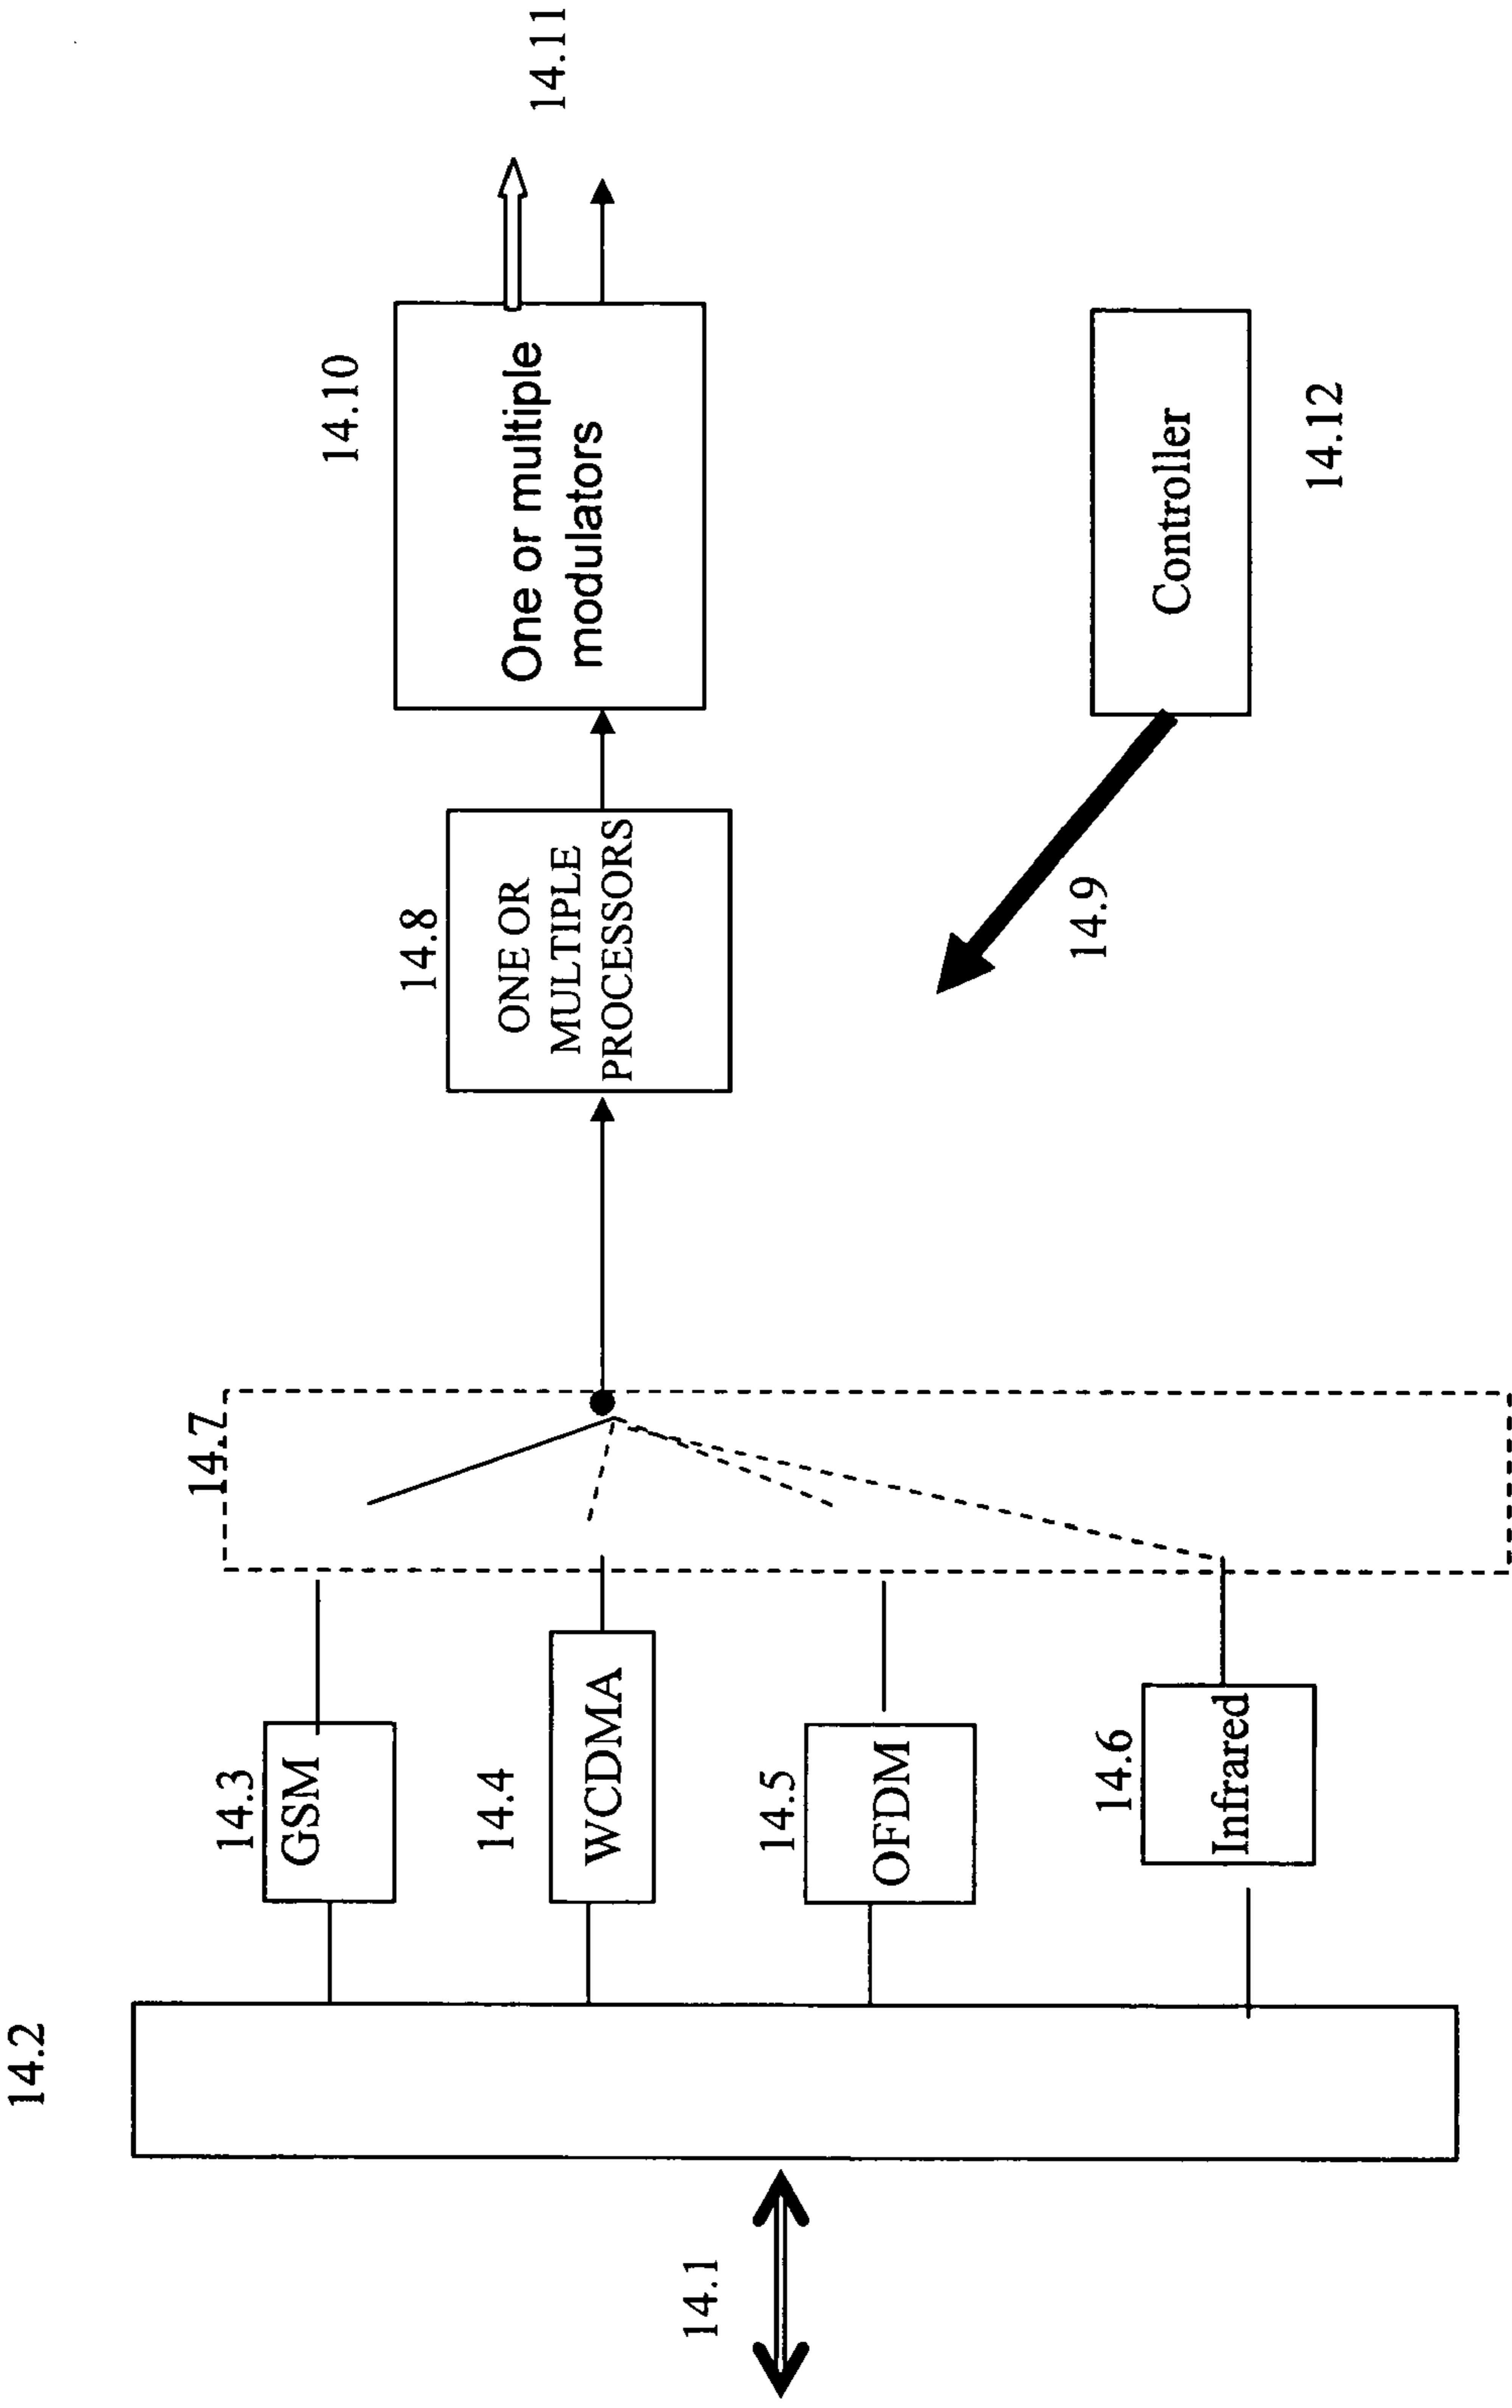 14.1
14.2
14.3
GSM
14.4
WCDMA
14.5
OFDM
14.6
Infrared
14.7
14.8
ONE OR
MULTIPLE
PROCESSORS
14.9
14.10
One or multiple
modulators
14.11
Controller
14.12